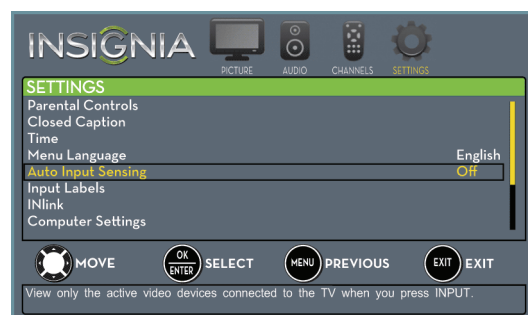 INSIGNIA
PICTURE AUDIO CHANNELS SETTINGS
SETTINGS
Parental Controls
Closed Caption
Time
Menu Language English
Auto Input Sensing Off
Input Labels
INlink
Computer Settings
MOVE OK ENTER SELECT MENU PREVIOUS EXIT EXIT
View only the active video devices connected to the TV when you press INPUT.